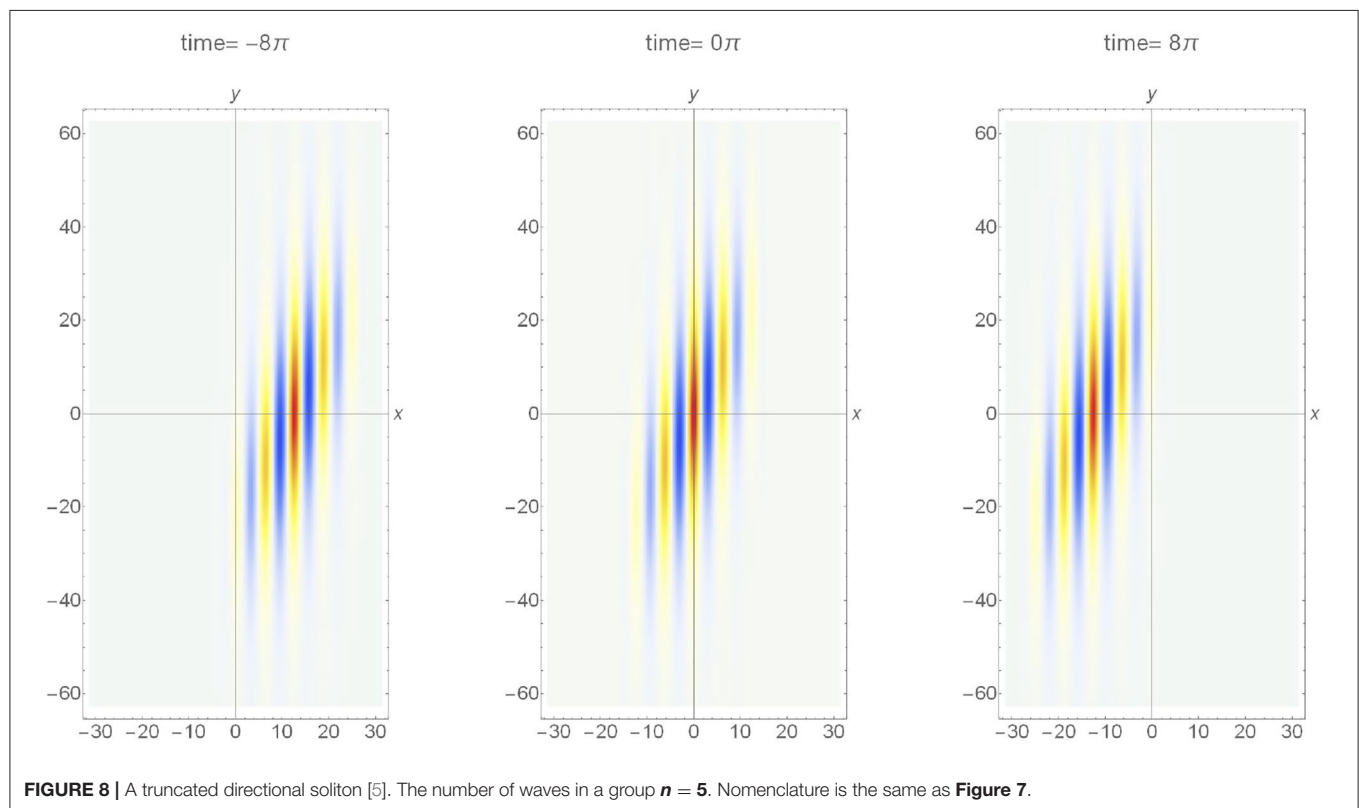 time= −8π
time= 0π
time= 8π
y
y
y
60
60
60
40
40
40
20
20
20
0
x
0
x
0
x
−20
−20
−20
−40
−40
−40
−60
−60
−60
−30 −20 −10 0 10 20 30
−30 −20 −10 0 10 20 30
−30 −20 −10 0 10 20 30
FIGURE 8 | A truncated directional soliton [5]. The number of waves in a group n = 5. Nomenclature is the same as Figure 7.